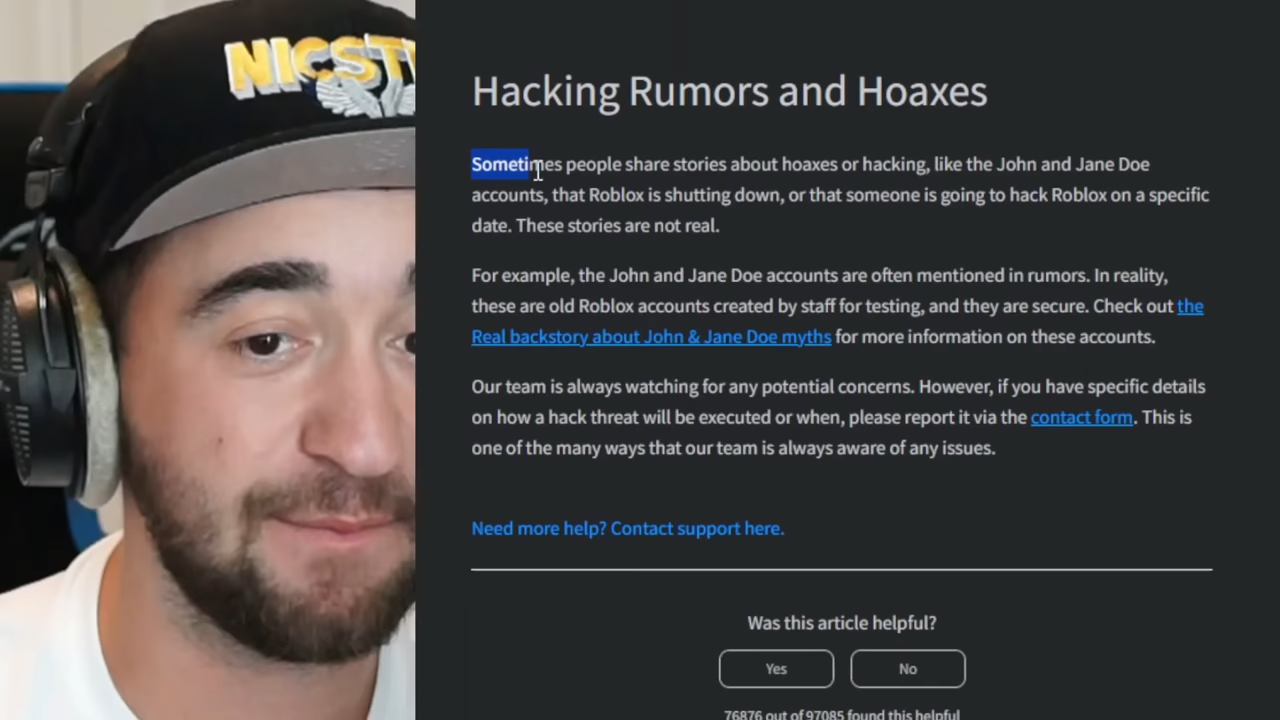 NICST
Hacking Rumors and Hoaxes
Sometimes people share stories about hoaxes or hacking, like the John and Jane Doe
accounts, that Roblox is shutting down, or that someone is going to hack Roblox on a specific
date. These stories are not real.
For example, the John and Jane Doe accounts are often mentioned in rumors. In reality,
these are old Roblox accounts created by staff for testing, and they are secure. Check out the
Real backstory about John & Jane Doe myths for more information on these accounts.
Our team is always watching for any potential concerns. However, if you have specific details
on how a hack threat will be executed or when, please report it via the contact form. This is
one of the many ways that our team is always aware of any issues.
Need more help? Contact support here.
Was this article helpful?
Yes
No
76876 out of 97085 found this helpful